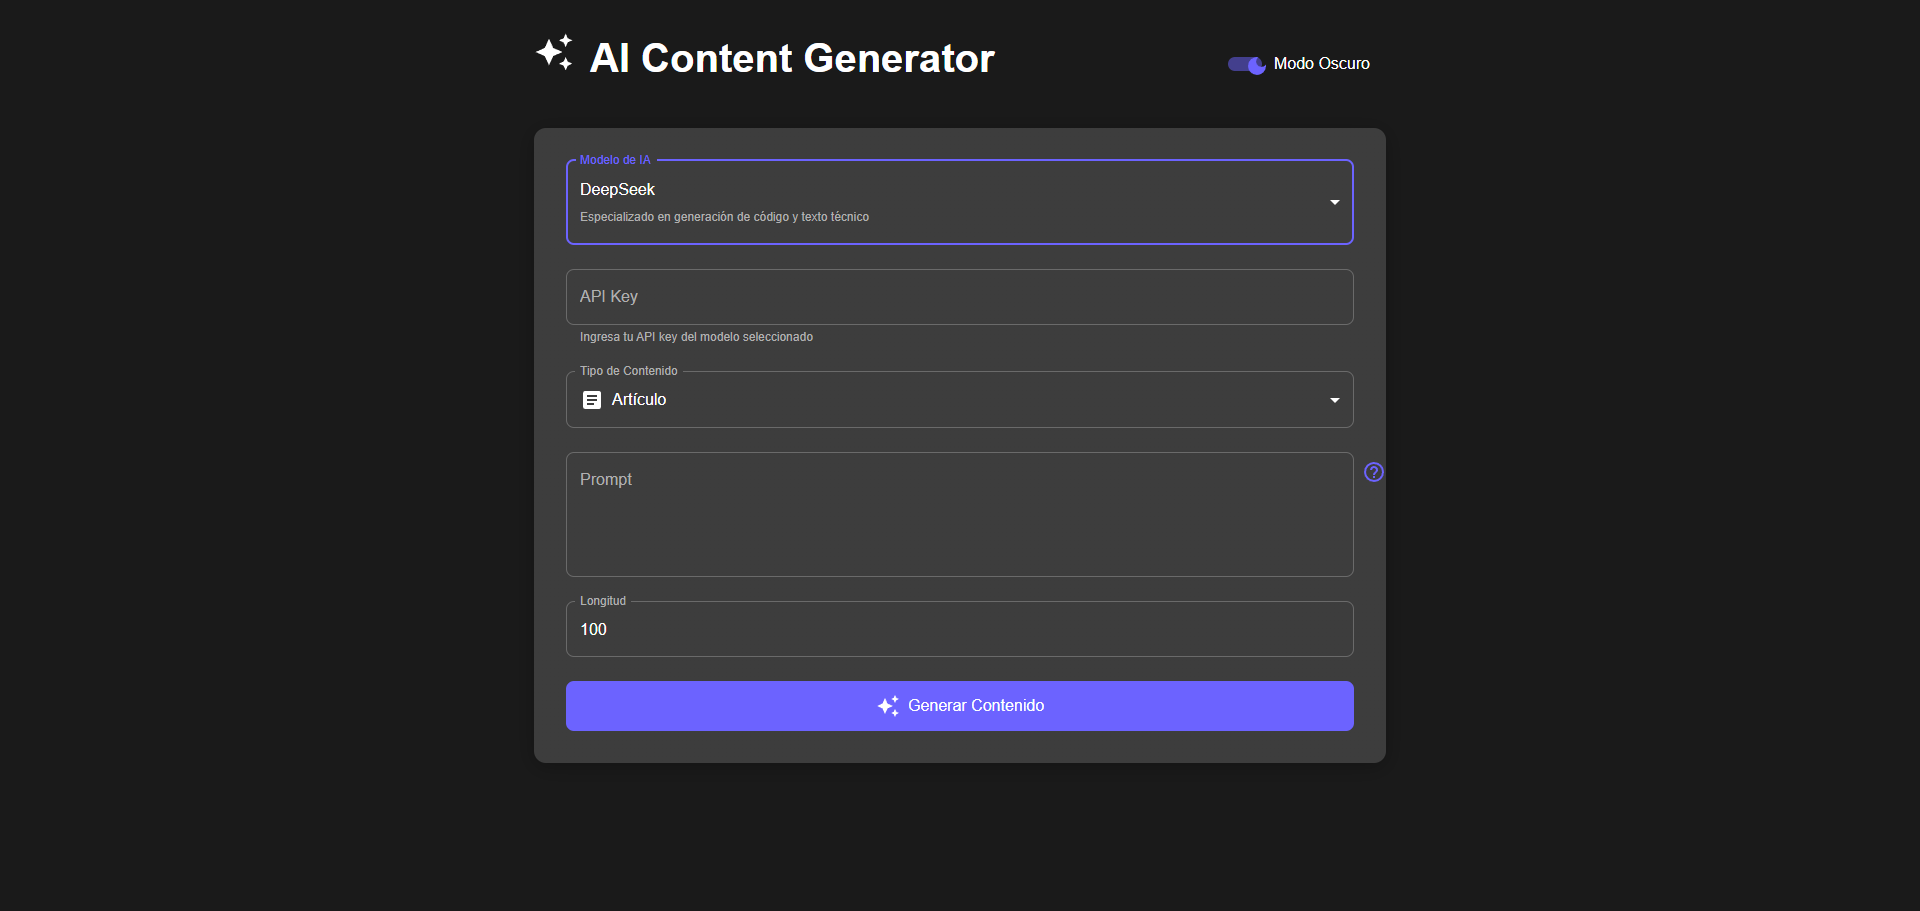 AI Content Generator
Modo Oscuro
Modelo de IA
DeepSeek
Especializado en generación de código y texto técnico
API Key
Ingresa tu API key del modelo seleccionado
Tipo de Contenido
Artículo
Prompt
?
Longitud
100
Generar Contenido